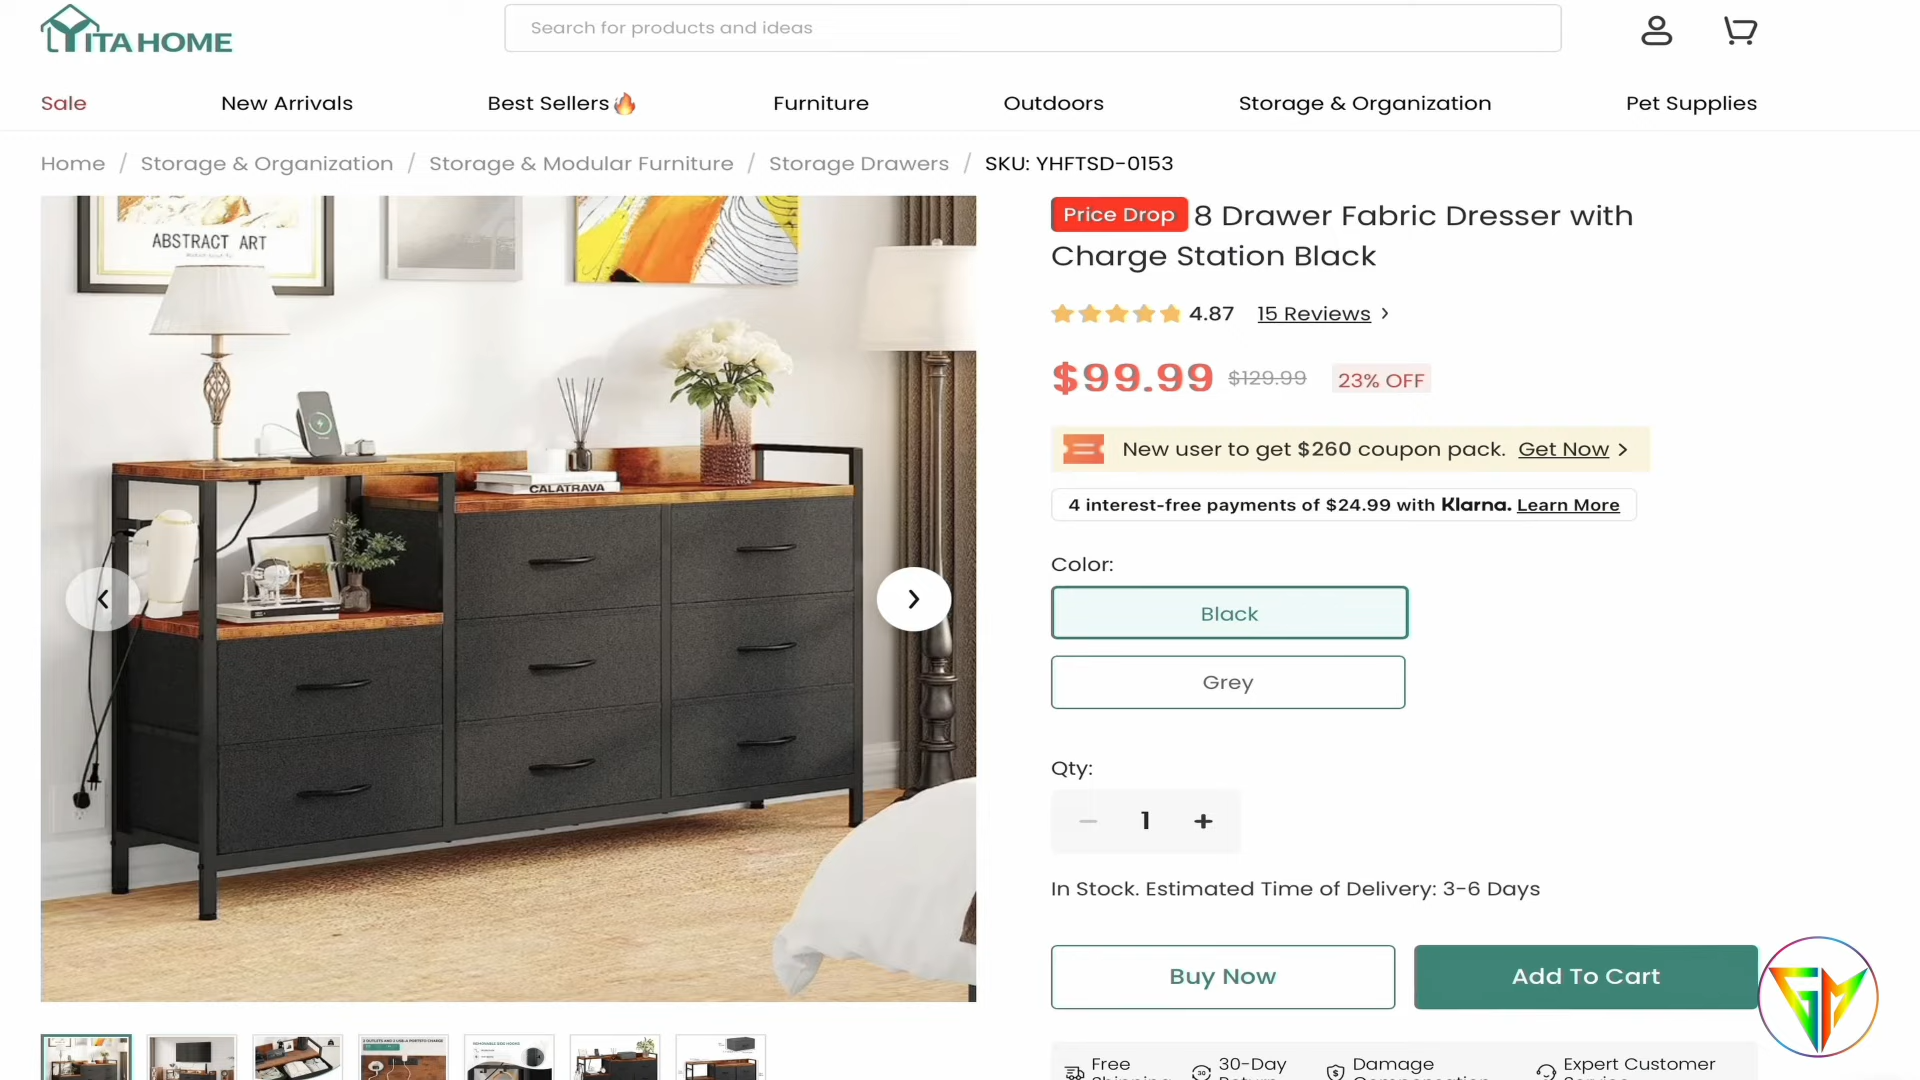 YITA HOME
Search for products and ideas
Sale
New Arrivals
Best Sellers🔥
Furniture
Outdoors
Storage & Organization
Pet Supplies
Home / Storage & Organization / Storage & Modular Furniture / Storage Drawers / SKU: YHFTSD-0153
ABSTRACT ART
CALATRAVA
Price Drop 8 Drawer Fabric Dresser with
Charge Station Black
4.87 15 Reviews >
$99.99 $129.99 23% OFF
New user to get $260 coupon pack. Get Now >
4 interest-free payments of $24.99 with Klarna. Learn More
Color:
Black
Grey
Qty:
− 1 +
In Stock. Estimated Time of Delivery: 3-6 Days
Buy Now
Add To Cart
GM
Free
30-Day
Damage
Expert Customer